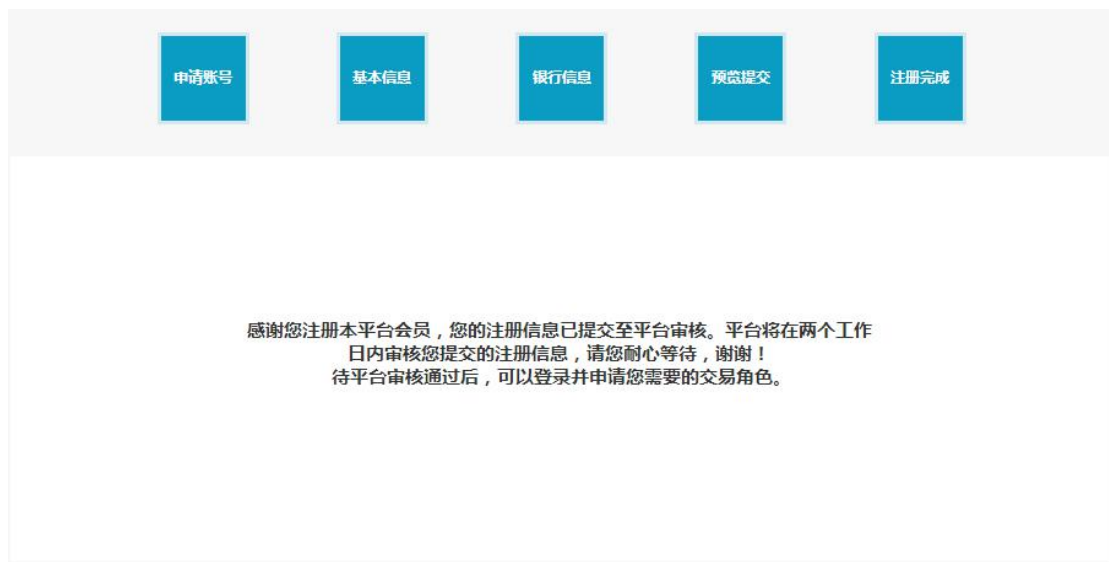 申请账号
基本信息
银行信息
预览提交
注册完成
感谢您注册本平台会员，您的注册信息已提交至平台审核。平台将在两个工作
日内审核您提交的注册信息，请您耐心等待，谢谢！
待平台审核通过后，可以登录并申请您需要的交易角色。